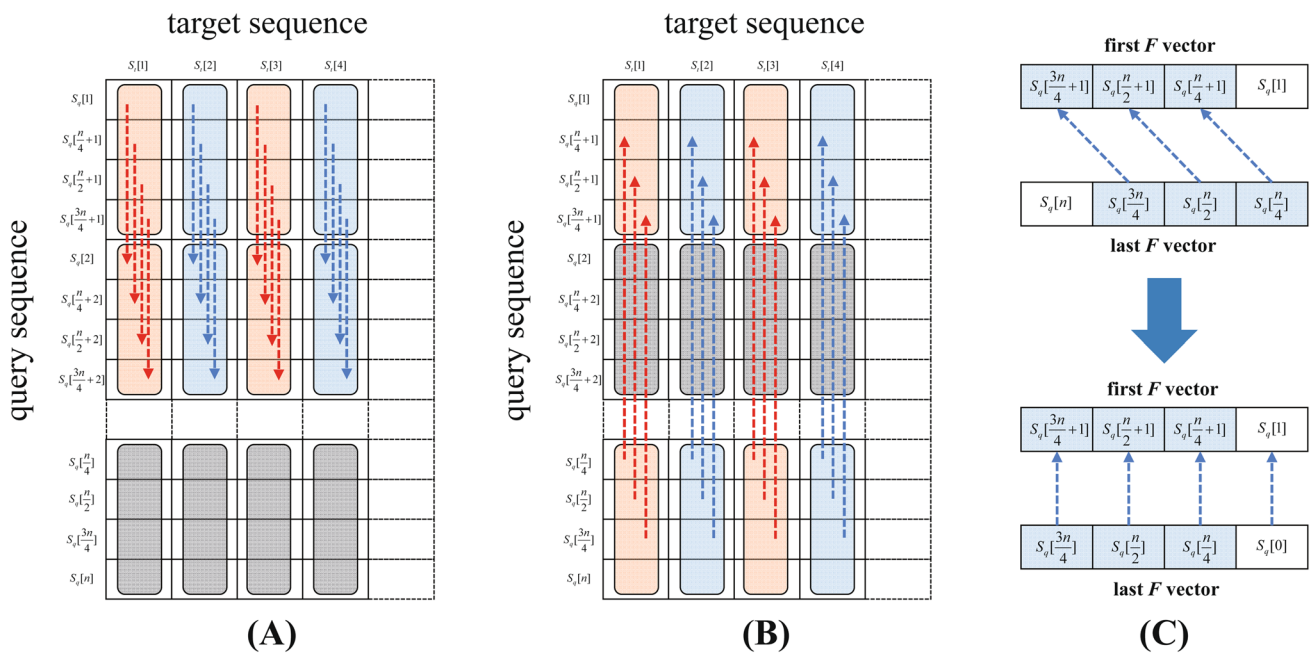 target sequence
S_t[1] S_t[2] S_t[3] S_t[4]
query sequence
S_q[1]
S_q[n/4+1]
S_q[n/2+1]
S_q[3n/4+1]
S_q[2]
S_q[n/4+2]
S_q[n/2+2]
S_q[3n/4+2]
S_q[n/4]
S_q[n/2]
S_q[3n/4]
S_q[n]
(A)
target sequence
S_t[1] S_t[2] S_t[3] S_t[4]
query sequence
S_q[1]
S_q[n/4+1]
S_q[n/2+1]
S_q[3n/4+1]
S_q[2]
S_q[n/4+2]
S_q[n/2+2]
S_q[3n/4+2]
S_q[n/4]
S_q[n/2]
S_q[3n/4]
S_q[n]
(B)
first F vector
S_q[3n/4+1] S_q[n/2+1] S_q[n/4+1] S_q[1]
S_q[n] S_q[3n/4] S_q[n/2] S_q[n/4]
last F vector
first F vector
S_q[3n/4+1] S_q[n/2+1] S_q[n/4+1] S_q[1]
S_q[3n/4] S_q[n/2] S_q[n/4] S_q[0]
last F vector
(C)